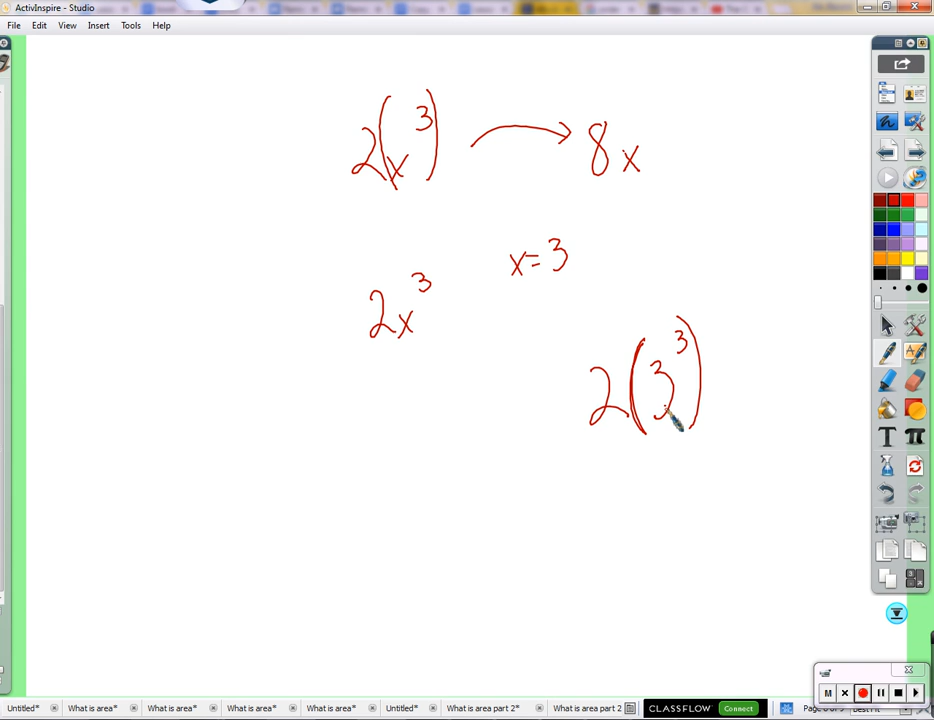 ActivInspire - Studio
File Edit View Insert Tools Help
2(x³) → 8x
x=3
2x³
2(3³)
M
Untitled* What is area* What is area* What is area* What is area* Untitled* What is area part 2* What is area part 2 CLASSFLOW Connect